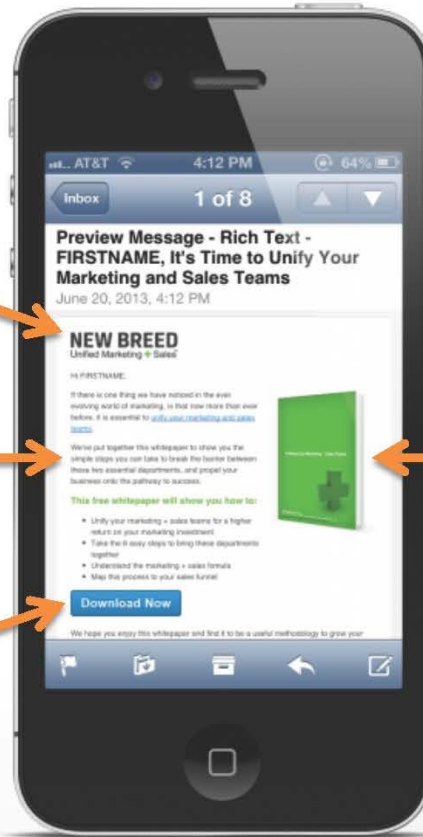 AT&T 4:12 PM 64%
Inbox 1 of 8
Preview Message - Rich Text -
FIRSTNAME, It's Time to Unify Your
Marketing and Sales Teams
June 20, 2013, 4:12 PM
NEW BREED
Unified Marketing + Sales
Hi FIRSTNAME,
If there is one thing we have noticed in the ever
evolving world of marketing, is that now more than ever
before, it is essential to unify your marketing and sales
teams.
We've put together this whitepaper to show you the
simple steps you can take to break the barrier between
these two essential departments, and propel your
business onto the pathway to success.
This free whitepaper will show you how to:
• Unify your marketing + sales teams for a higher
return on your marketing investment
• Take the 6 easy steps to bring these departments
together
• Understand the marketing + sales formula
• Map this process to your sales funnel
Download Now
We hope you enjoy this whitepaper and find it to be a useful methodology to grow your